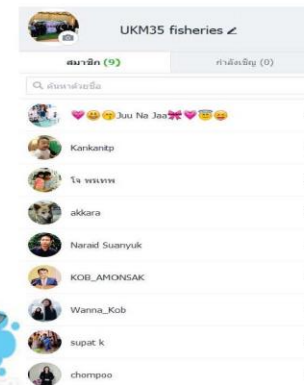 UKM35 fisheries
สมาชิก (9)
กำลังเชิญ (0)
ค้นหาด้วยชื่อ
💗😃😙Juu Na Jaa🎀💗😇😄
Kankanitp
โจ พรเทพ
akkara
Naraid Suanyuk
KOB_AMONSAK
Wanna_Kob
supat k
chompoo